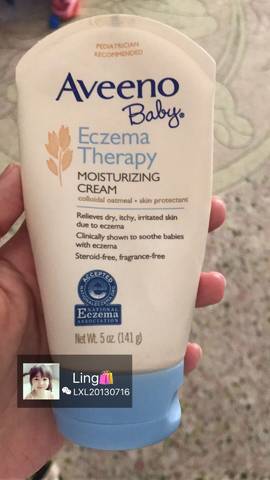 PEDIATRICIAN
RECOMMENDED
Aveeno
Baby®
Eczema
Therapy
MOISTURIZING
CREAM
colloidal oatmeal • skin protectant
Relieves dry, itchy, irritated skin
due to eczema
Clinically shown to soothe babies
with eczema
Steroid-free, fragrance-free
ACCEPTED
NATIONAL
Eczema
ASSOCIATION
Net Wt. 5 oz. (141 g)
Ling🛍
LXL20130716